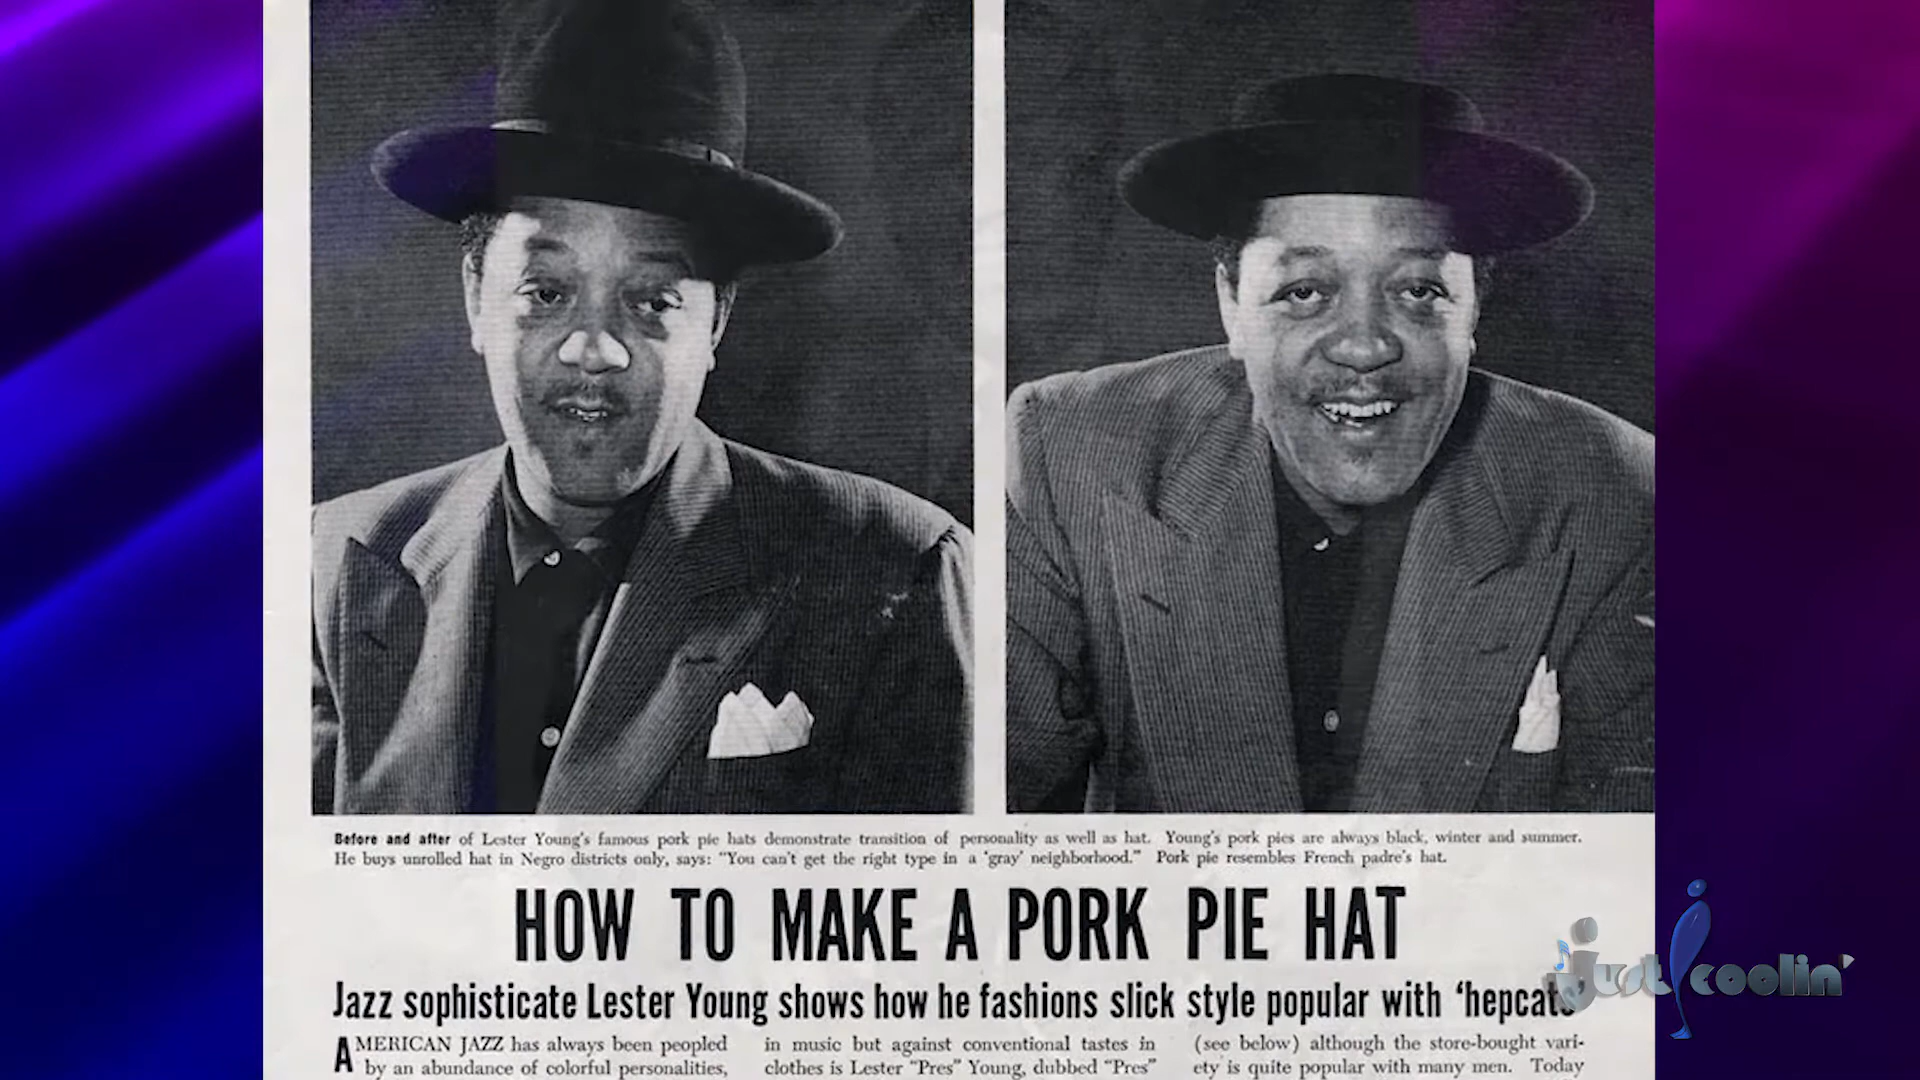 Before and after of Lester Young's famous pork pie hats demonstrate transition of personality as well as hat. Young's pork pies are always black, winter and summer.
He buys unrolled hat in Negro districts only, says: "You can't get the right type in a 'gray' neighborhood." Pork pie resembles French padre's hat.
HOW TO MAKE A PORK PIE HAT
Jazz sophisticate Lester Young shows how he fashions slick style popular with 'hepcats'
AMERICAN JAZZ has always been peopled
by an abundance of colorful personalities,
in music but against conventional tastes in
clothes is Lester "Pres" Young, dubbed "Pres"
(see below) although the store-bought vari-
ety is quite popular with many men. Today
just coolin'